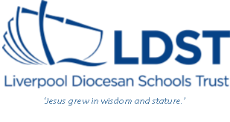 LDST
Liverpool Diocesan Schools Trust
'Jesus grew in wisdom and stature.'